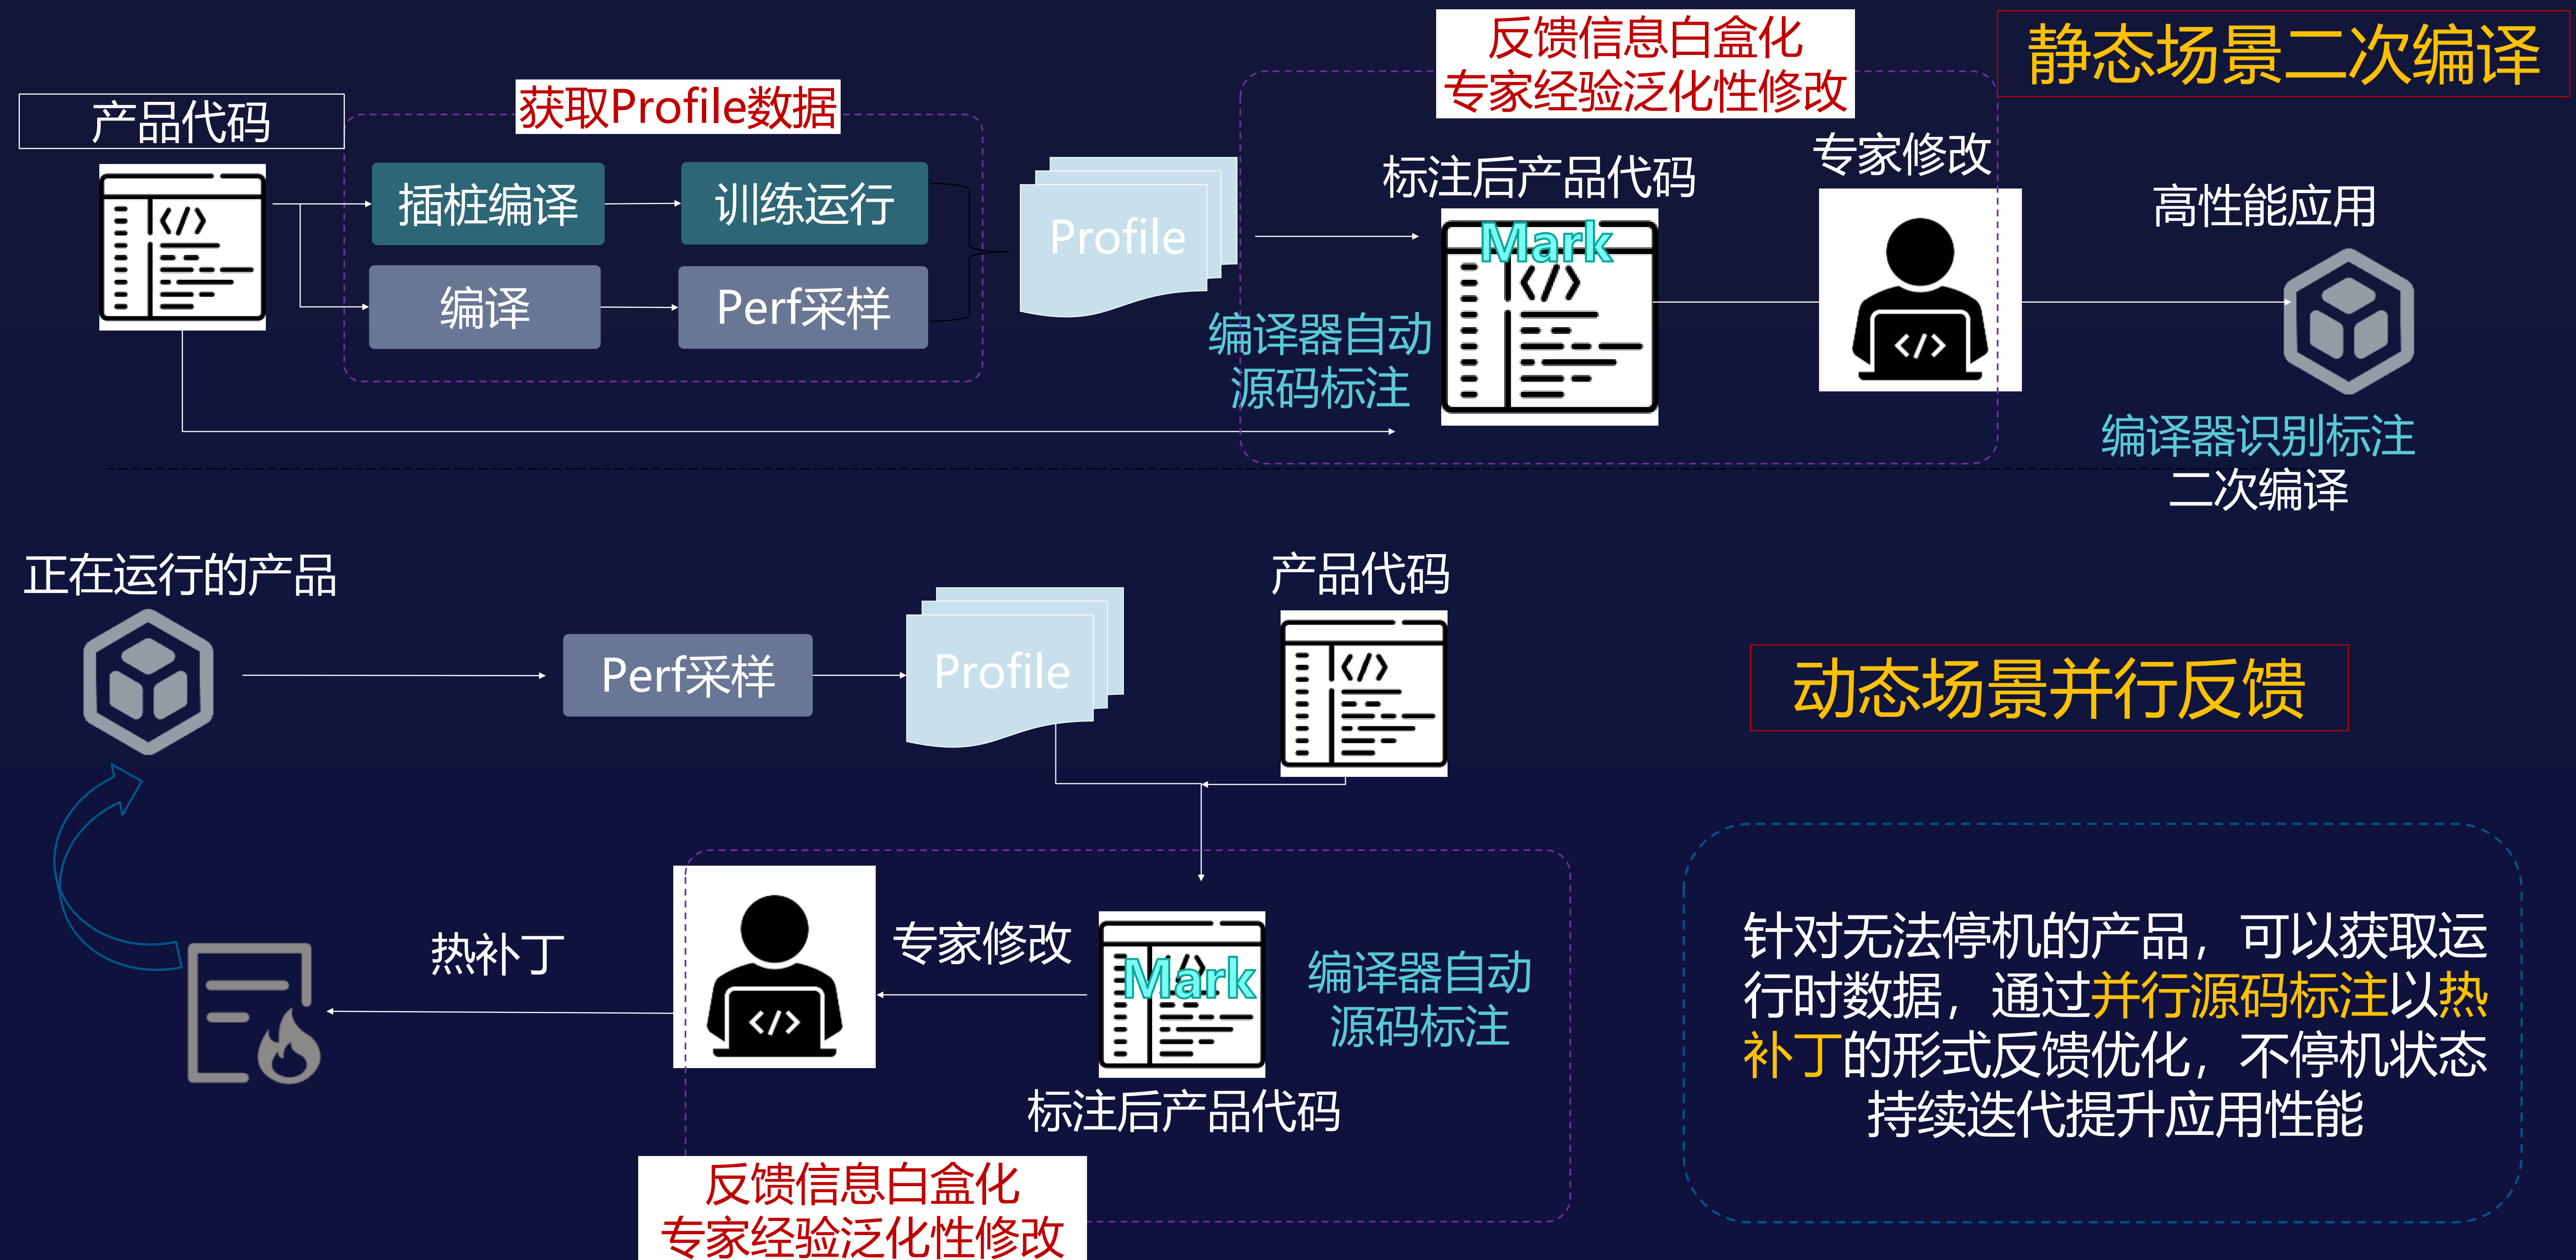 静态场景二次编译
反馈信息白盒化
专家经验泛化性修改
获取Profile数据
产品代码
插桩编译
训练运行
编译
Perf采样
Profile
标注后产品代码
Mark
编译器自动
源码标注
专家修改
高性能应用
编译器识别标注
二次编译
正在运行的产品
Perf采样
Profile
产品代码
动态场景并行反馈
热补丁
专家修改
Mark
编译器自动
源码标注
标注后产品代码
反馈信息白盒化
专家经验泛化性修改
针对无法停机的产品，可以获取运
行时数据，通过并行源码标注以热
补丁的形式反馈优化，不停机状态
持续迭代提升应用性能